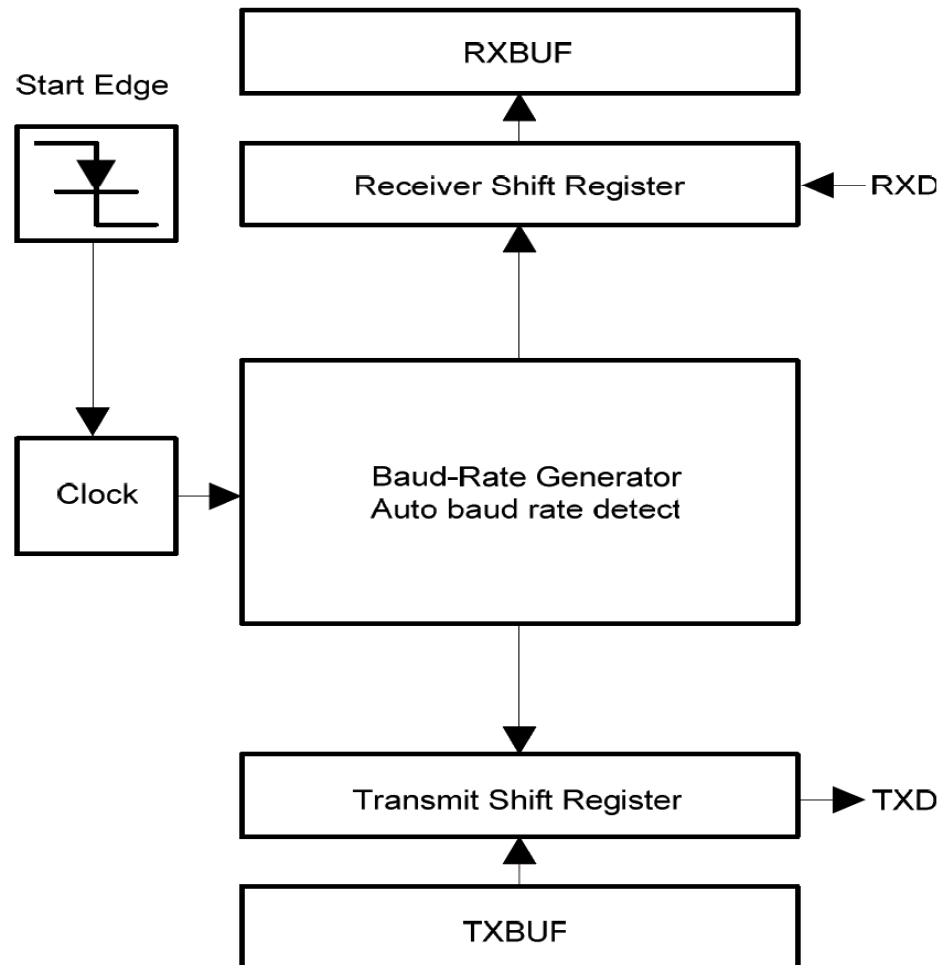 RXBUF
Start Edge
Receiver Shift Register
RXD
Clock
Baud-Rate Generator
Auto baud rate detect
Transmit Shift Register
TXD
TXBUF